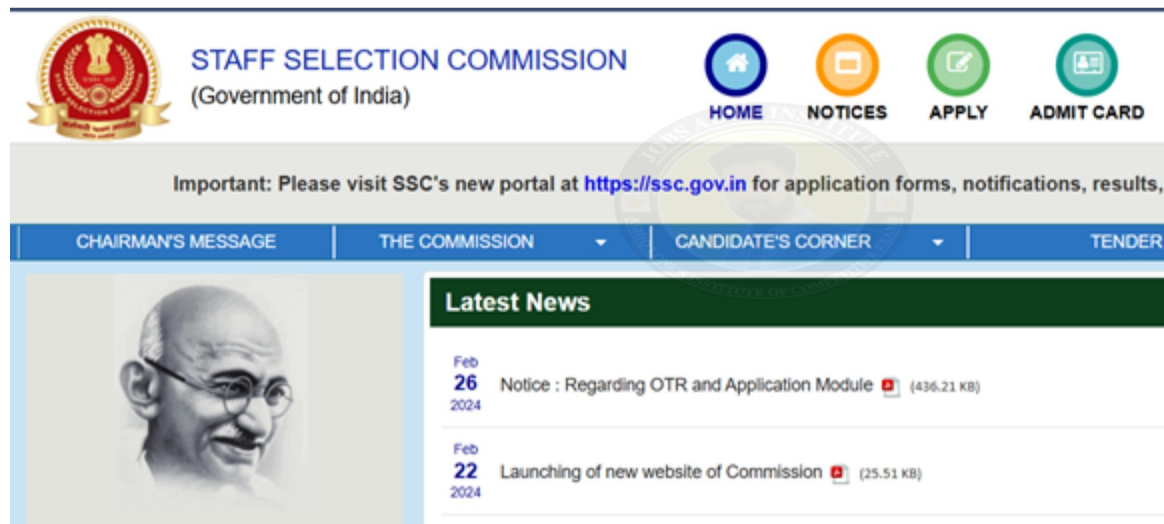 STAFF SELECTION COMMISSION
(Government of India)
HOME
NOTICES
APPLY
ADMIT CARD
Important: Please visit SSC's new portal at https://ssc.gov.in for application forms, notifications, results,
CHAIRMAN'S MESSAGE
THE COMMISSION
CANDIDATE'S CORNER
TENDER
Latest News
Feb
26
2024
Notice : Regarding OTR and Application Module (436.21 KB)
Feb
22
2024
Launching of new website of Commission (25.51 KB)